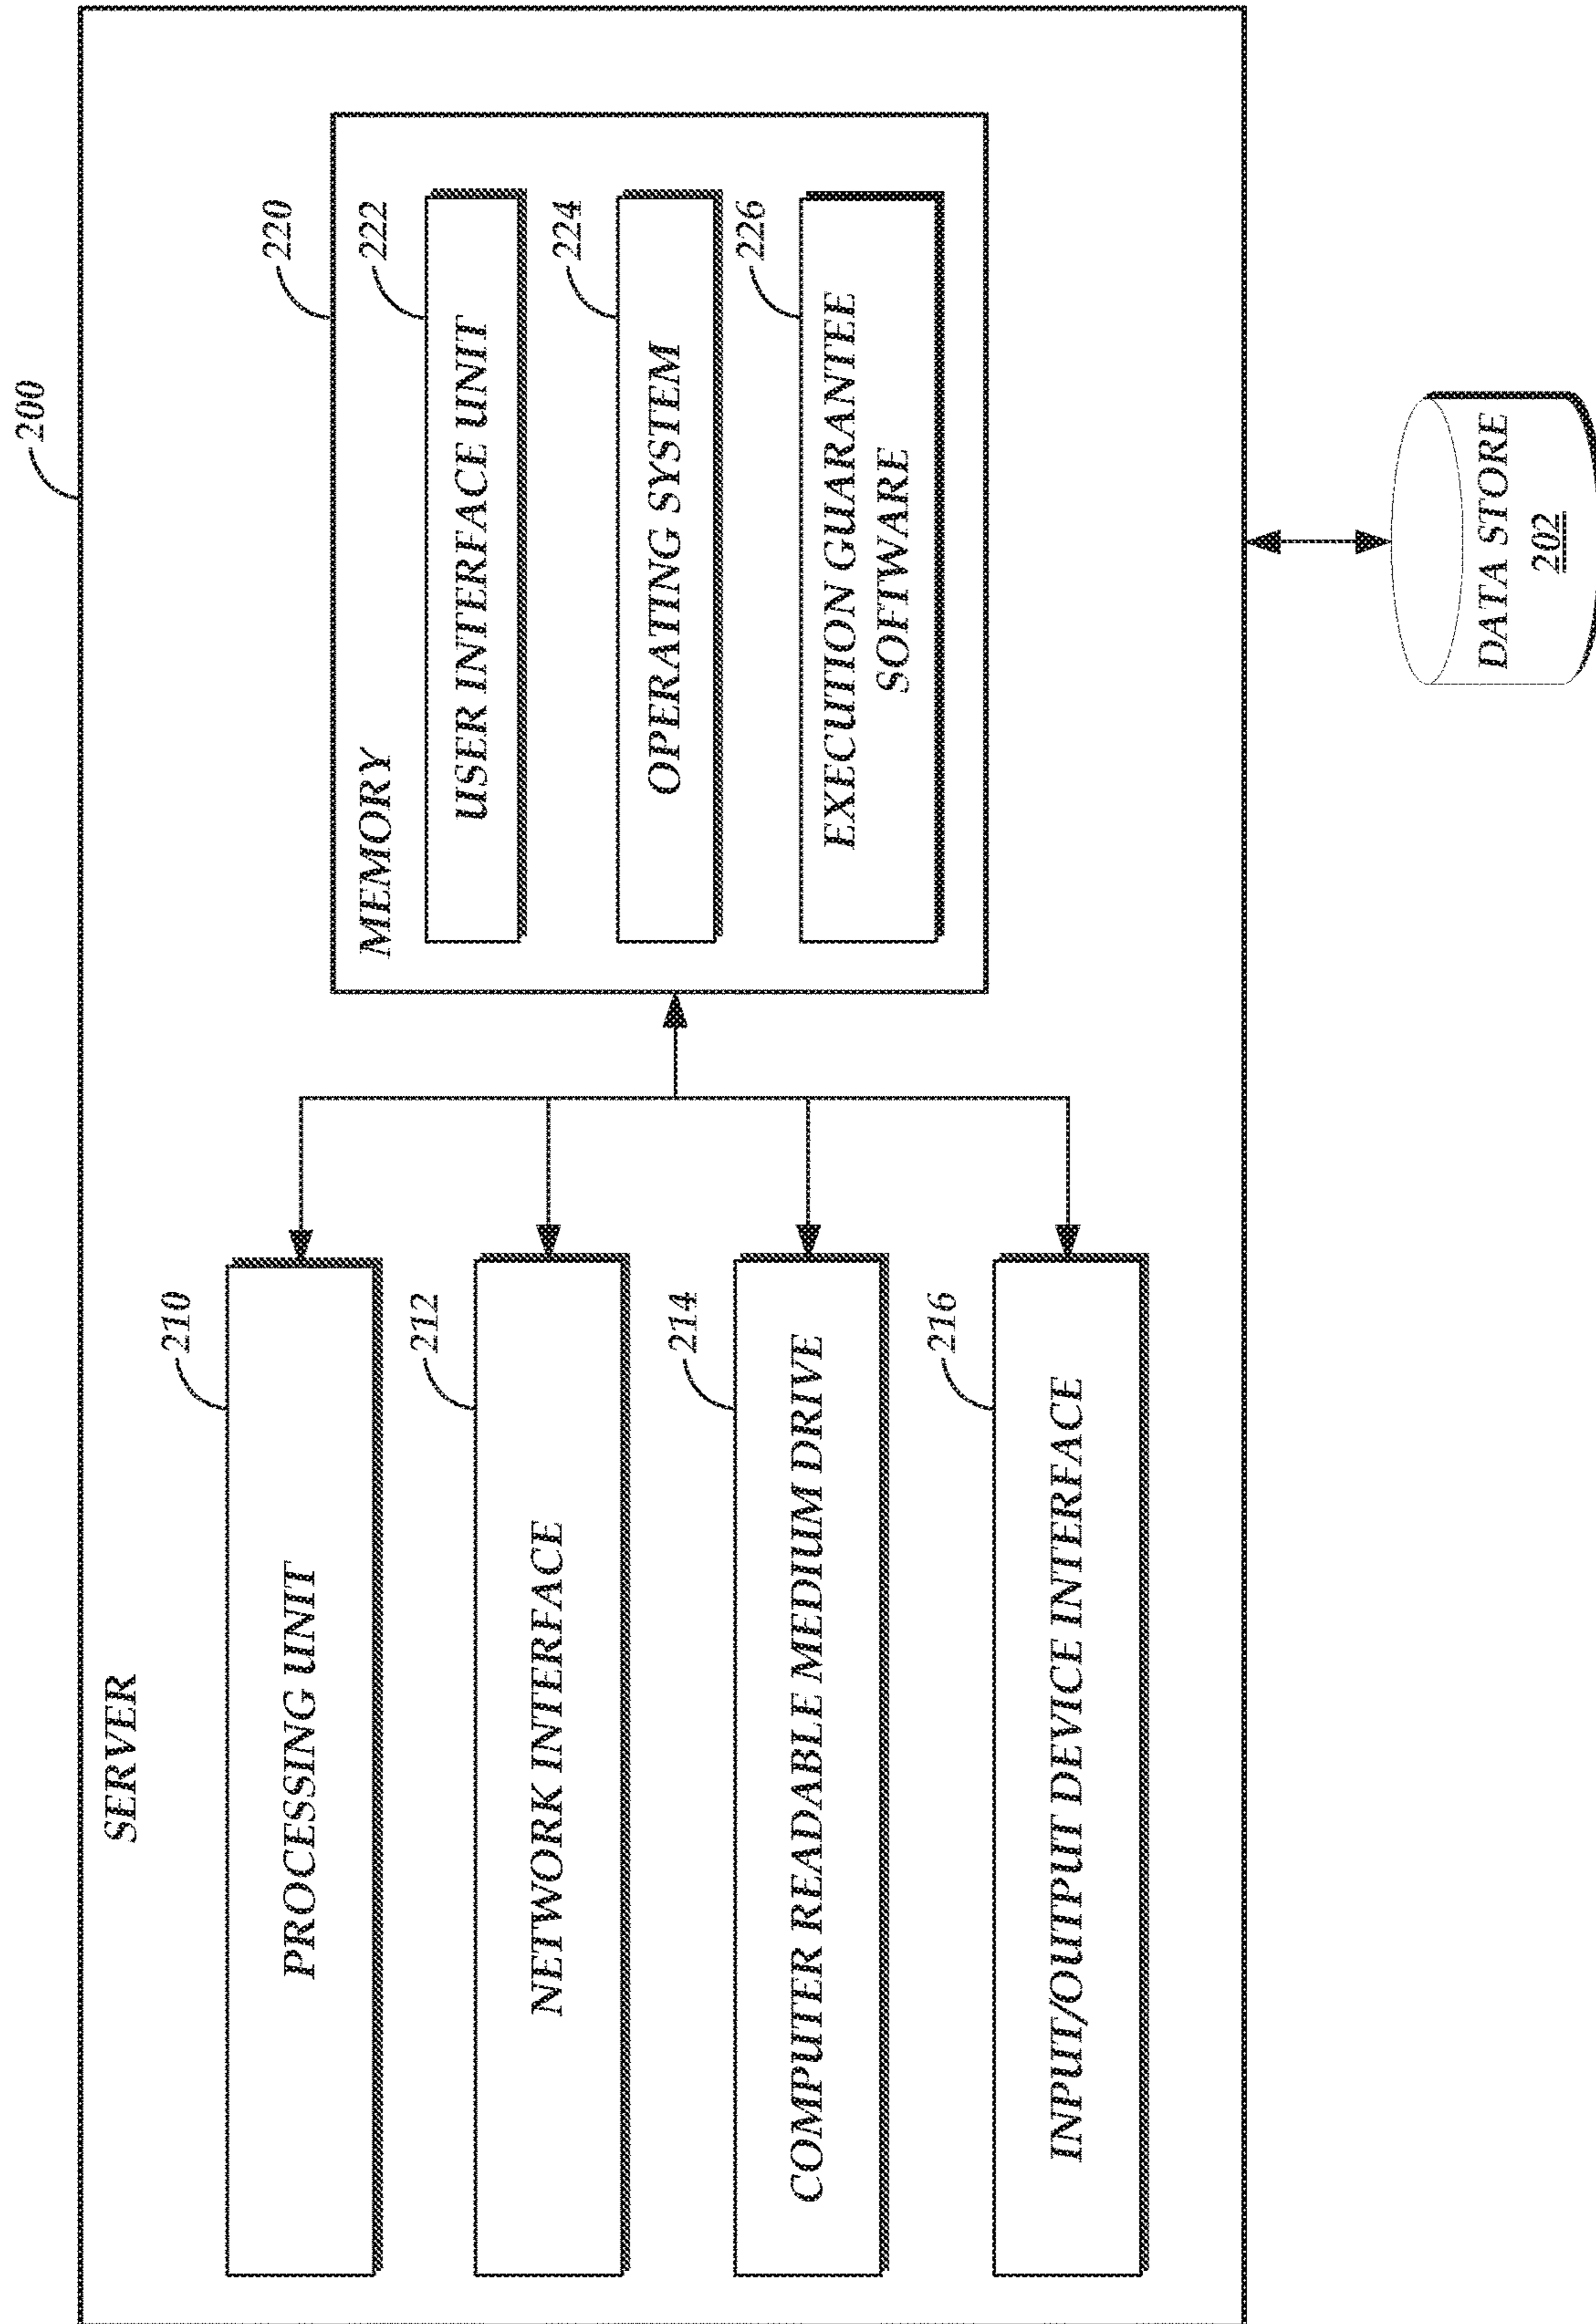 200
SERVER
210
PROCESSING UNIT
212
NETWORK INTERFACE
214
COMPUTER READABLE MEDIUM DRIVE
216
INPUT/OUTPUT DEVICE INTERFACE
220
MEMORY
222
USER INTERFACE UNIT
224
OPERATING SYSTEM
226
EXECUTION GUARANTEE
SOFTWARE
DATA STORE
202